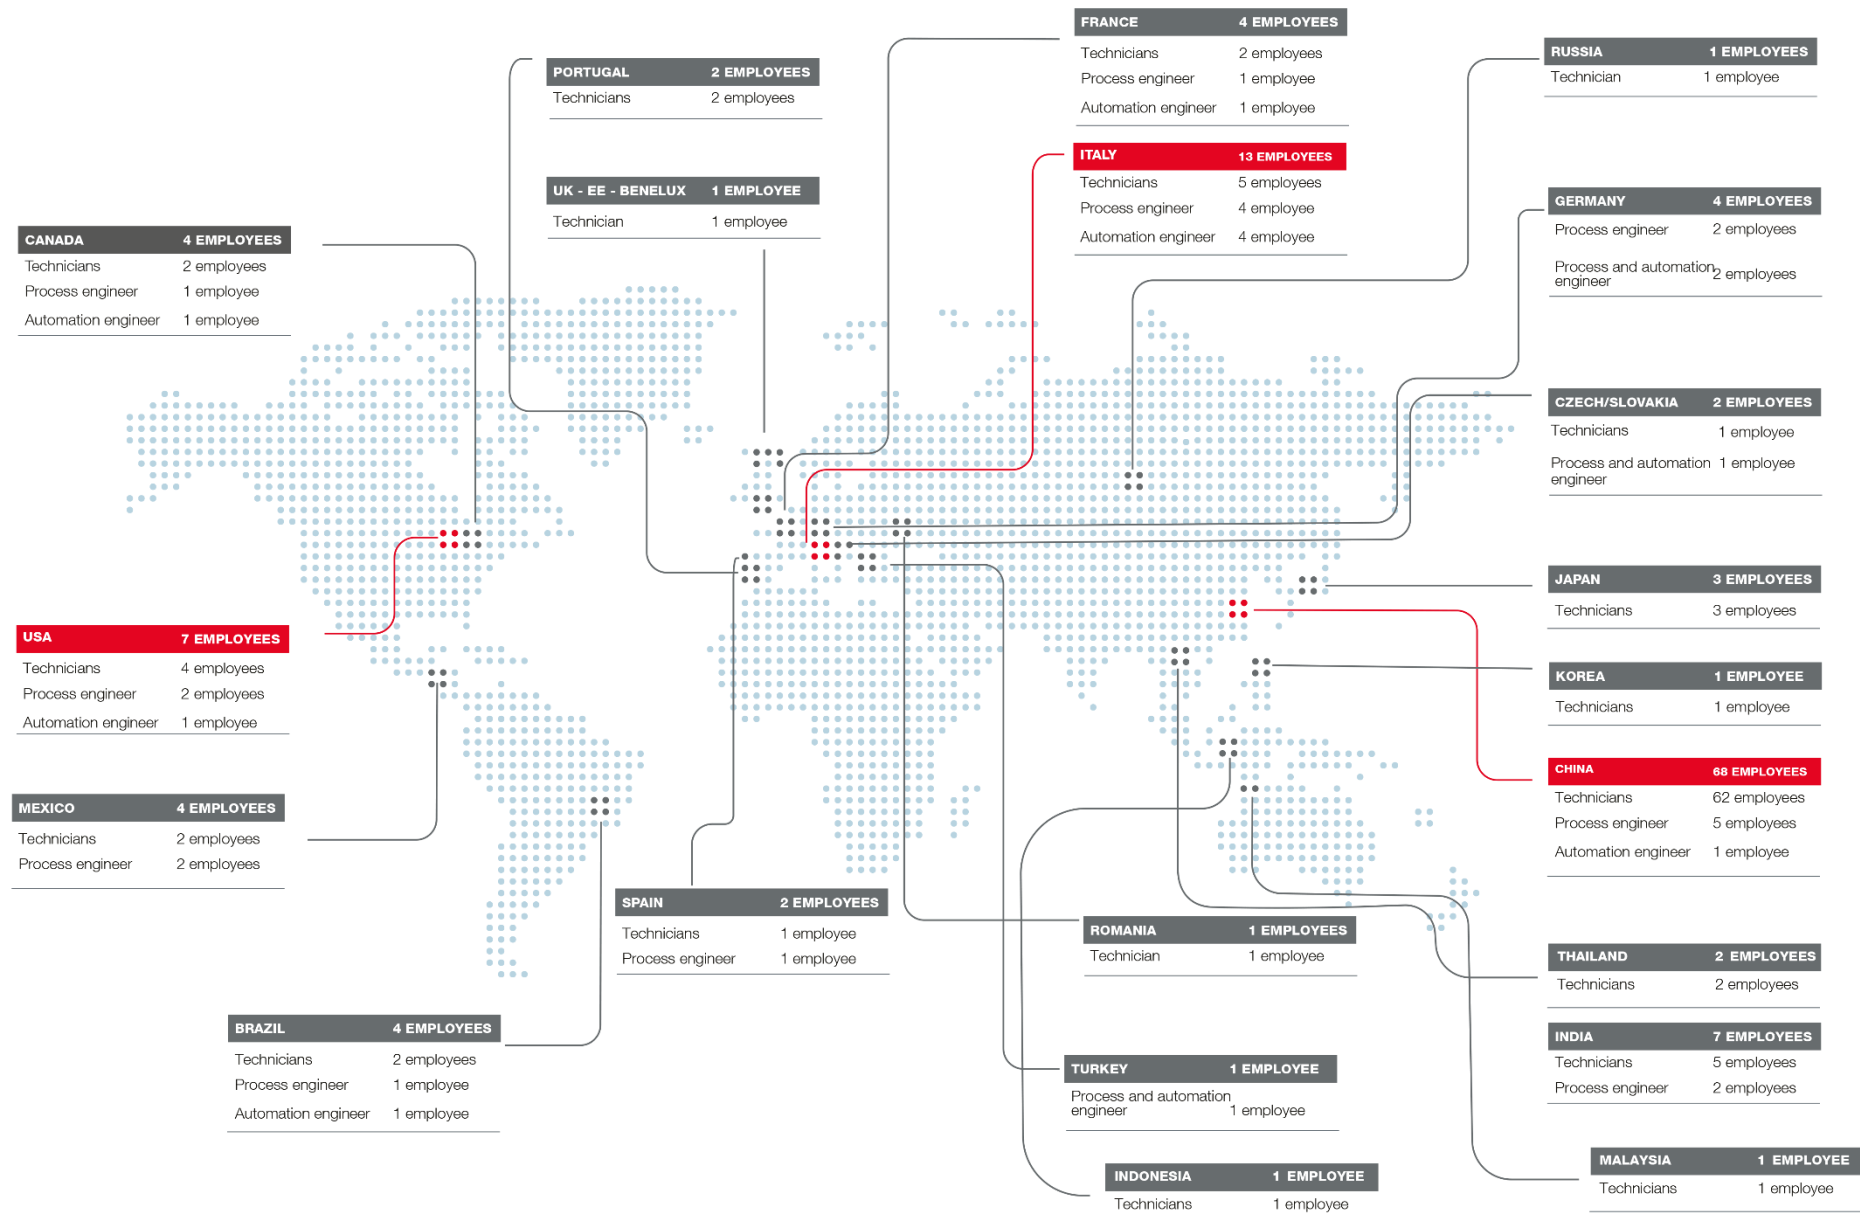 FRANCE 4 EMPLOYEES
Technicians 2 employees
Process engineer 1 employee
Automation engineer 1 employee
RUSSIA 1 EMPLOYEES
Technician 1 employee
PORTUGAL 2 EMPLOYEES
Technicians 2 employees
ITALY 13 EMPLOYEES
Technicians 5 employees
Process engineer 4 employee
Automation engineer 4 employee
UK - EE - BENELUX 1 EMPLOYEE
Technician 1 employee
GERMANY 4 EMPLOYEES
Process engineer 2 employees
Process and automation
engineer 2 employees
CANADA 4 EMPLOYEES
Technicians 2 employees
Process engineer 1 employee
Automation engineer 1 employee
CZECH/SLOVAKIA 2 EMPLOYEES
Technicians 1 employee
Process and automation 1 employee
engineer
JAPAN 3 EMPLOYEES
Technicians 3 employees
USA 7 EMPLOYEES
Technicians 4 employees
Process engineer 2 employees
Automation engineer 1 employee
KOREA 1 EMPLOYEE
Technicians 1 employee
CHINA 68 EMPLOYEES
Technicians 62 employees
Process engineer 5 employees
Automation engineer 1 employee
MEXICO 4 EMPLOYEES
Technicians 2 employees
Process engineer 2 employees
SPAIN 2 EMPLOYEES
Technicians 1 employee
Process engineer 1 employee
ROMANIA 1 EMPLOYEES
Technician 1 employee
THAILAND 2 EMPLOYEES
Technicians 2 employees
BRAZIL 4 EMPLOYEES
Technicians 2 employees
Process engineer 1 employee
Automation engineer 1 employee
INDIA 7 EMPLOYEES
Technicians 5 employees
Process engineer 2 employees
TURKEY 1 EMPLOYEE
Process and automation
engineer 1 employee
MALAYSIA 1 EMPLOYEE
Technicians 1 employee
INDONESIA 1 EMPLOYEE
Technicians 1 employee